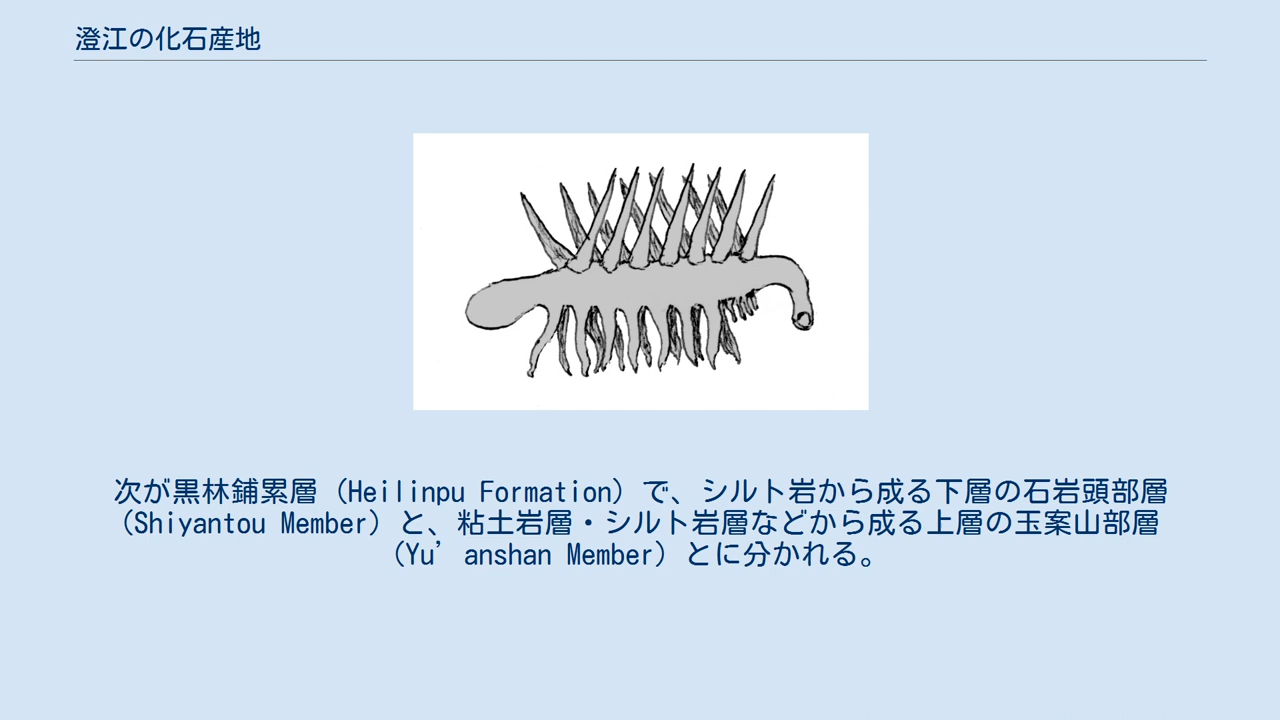 澄江の化石産地
次が黒林鋪累層（Heilinpu Formation）で、シルト岩から成る下層の石岩頭部層
（Shiyantou Member）と、粘土岩層・シルト岩層などから成る上層の玉案山部層
（Yu’anshan Member）とに分かれる。